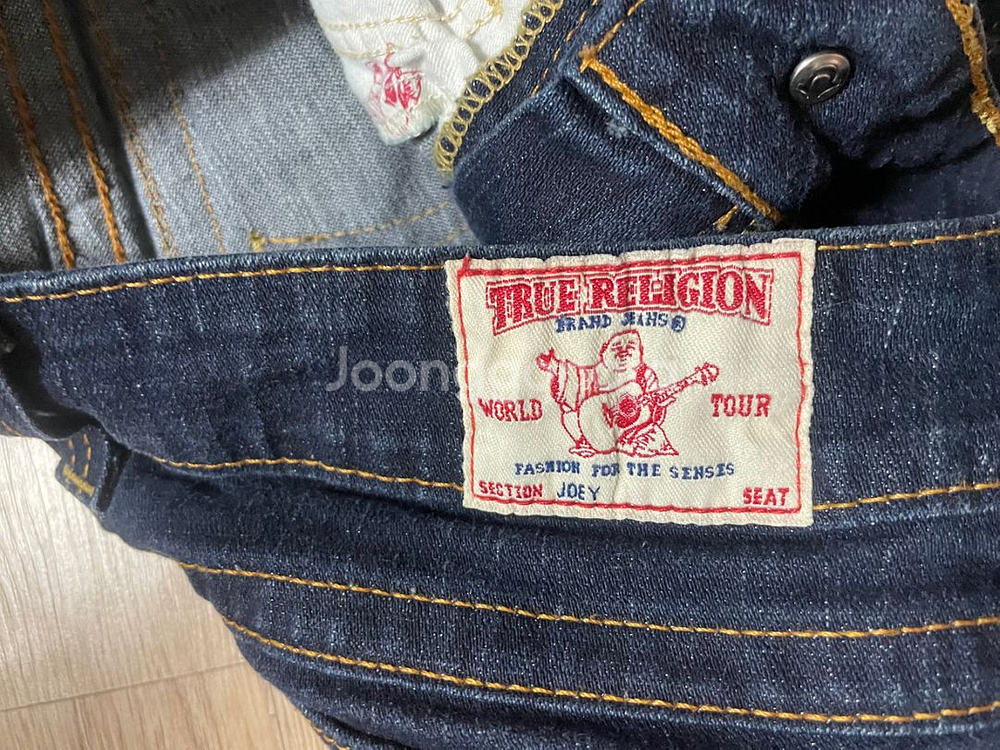 TRUE RELIGION
BRAND JEANS®
WORLD TOUR
FASHION FOR THE SENSES
SECTION JOEY SEAT